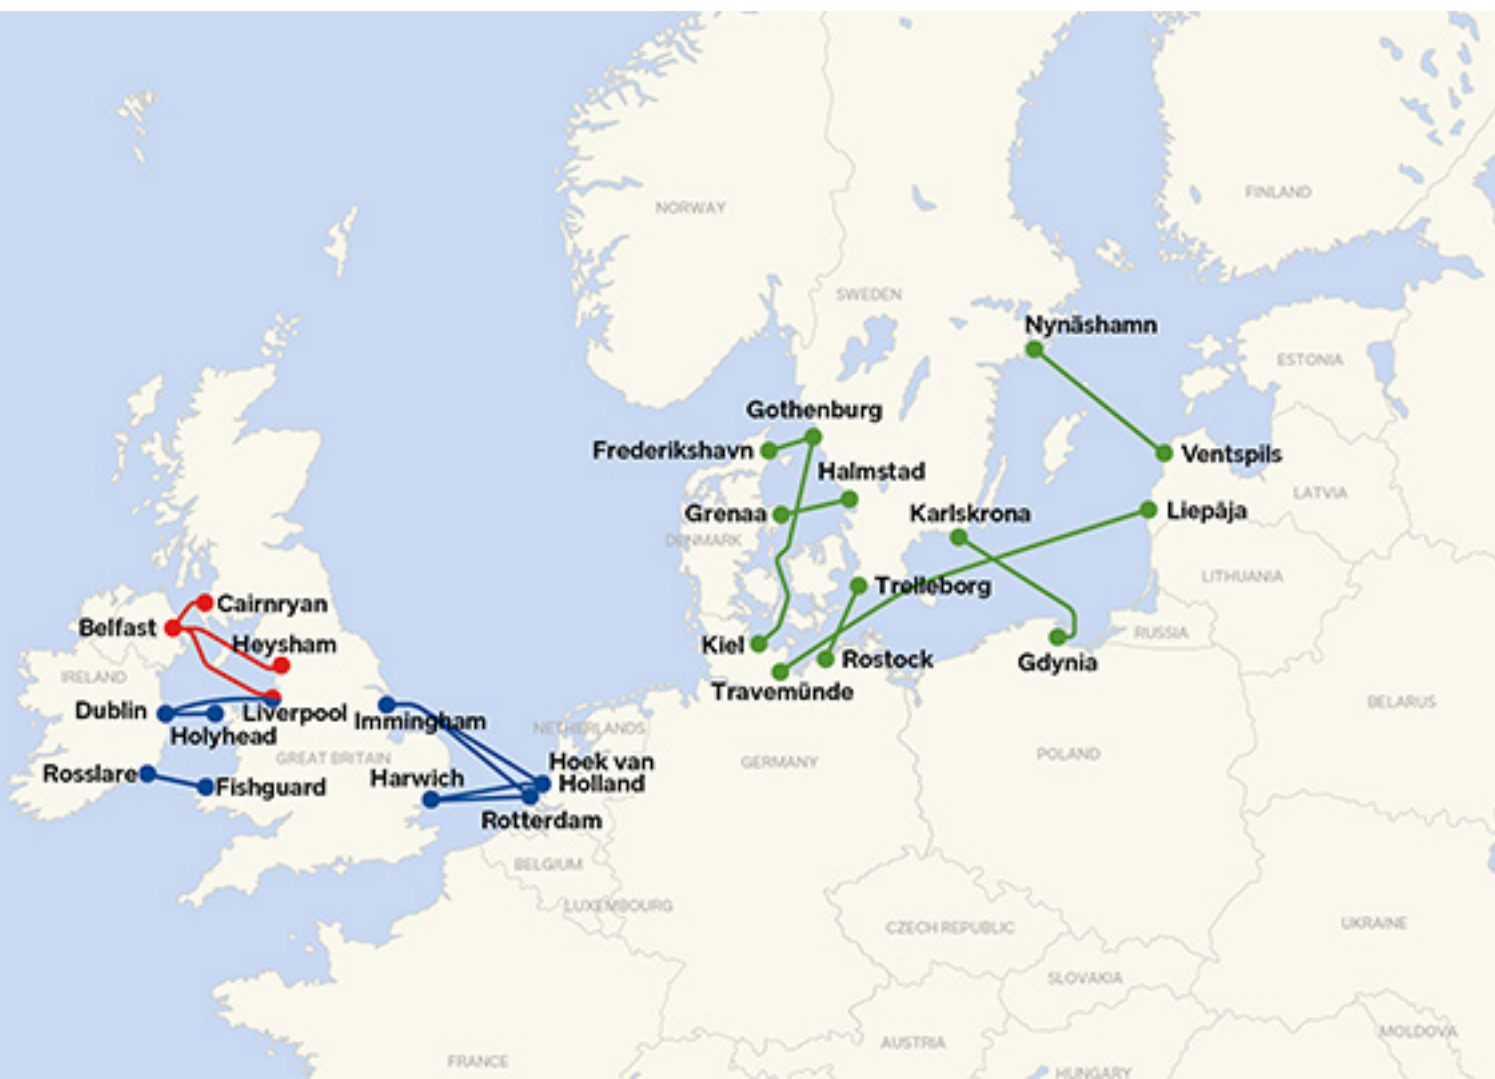 NORWAY
FINLAND
SWEDEN
Nynäshamn
ESTONIA
Gothenburg
Frederikshavn
Ventspils
Halmstad
LATVIA
Grenaa
Karlskrona
Liepāja
DENMARK
LITHUANIA
Trelleborg
Cairnryan
Belfast
Heysham
RUSSIA
Kiel
Rostock
Gdynia
IRELAND
Travemünde
BELARUS
Dublin
Liverpool
Immingham
Holyhead
NETHERLANDS
GREAT BRITAIN
POLAND
GERMANY
Hoek van
Holland
Rosslare
Fishguard
Harwich
Rotterdam
BELGIUM
LUXEMBOURG
CZECH REPUBLIC
UKRAINE
SLOVAKIA
MOLDOVA
AUSTRIA
FRANCE
HUNGARY